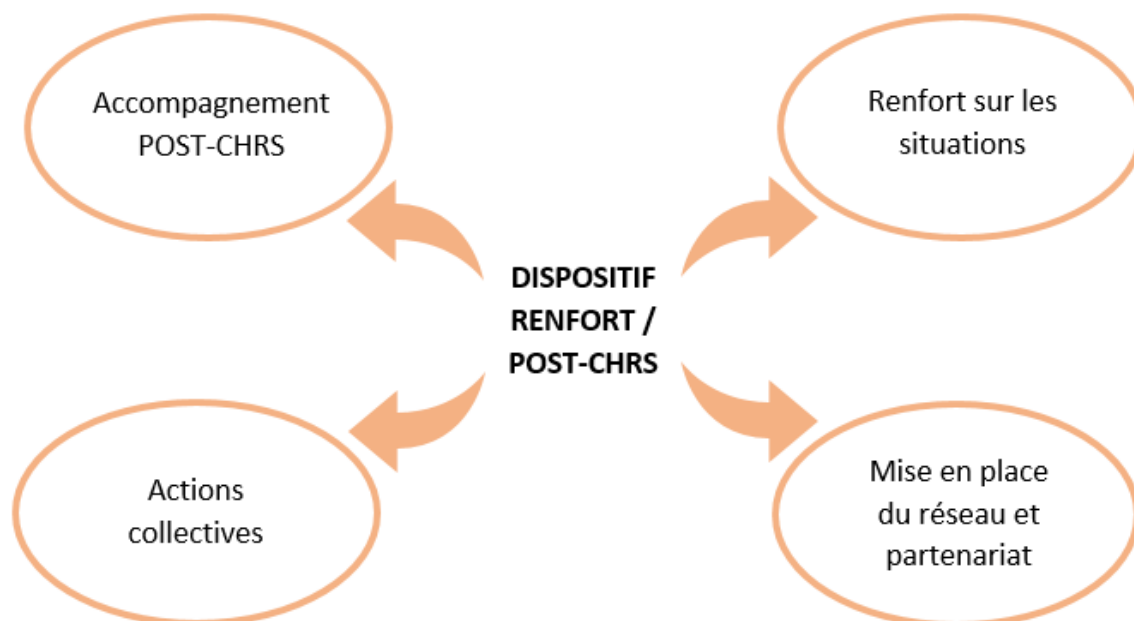 Accompagnement
POST-CHRS
Renfort sur les
situations
DISPOSITIF
RENFORT /
POST-CHRS
Actions
collectives
Mise en place
du réseau et
partenariat